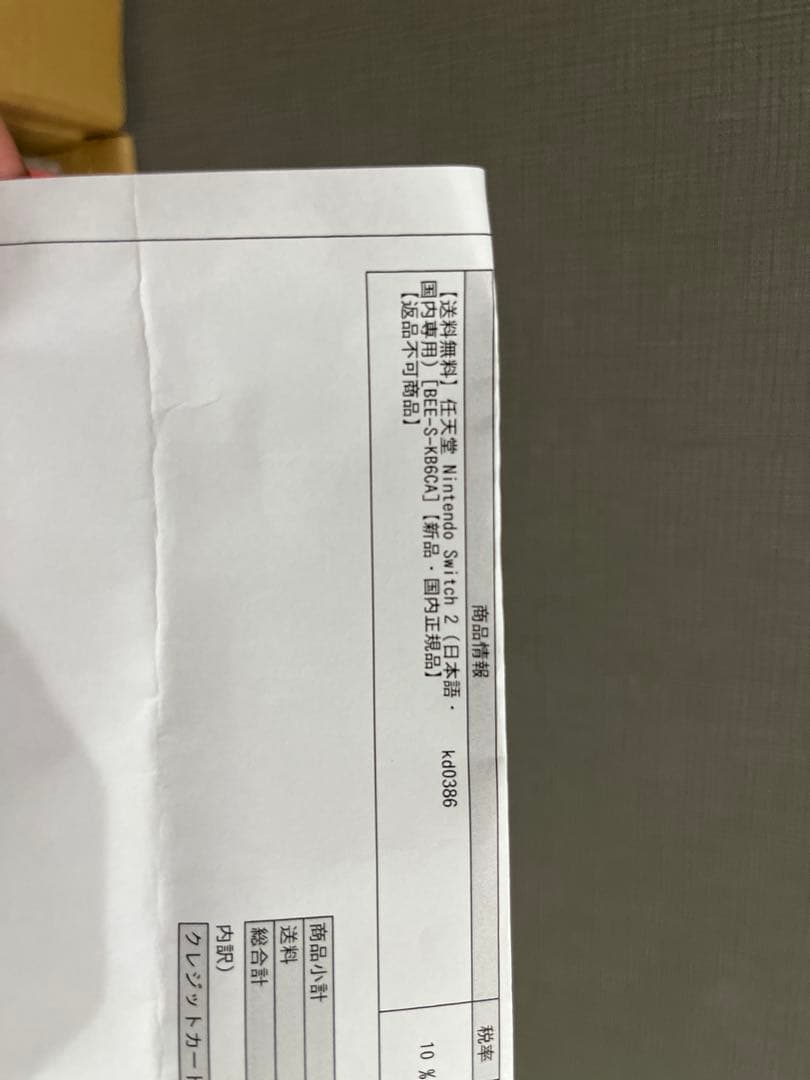 商品情報
税率
【送料無料】 任天堂 Nintendo Switch 2 (日本語・
国内専用) [BEE-S-KB6CA] 【新品・国内正規品】
【返品不可商品】
kd0386
10 %
商品小計
送料
総合計
内訳)
クレジットカード